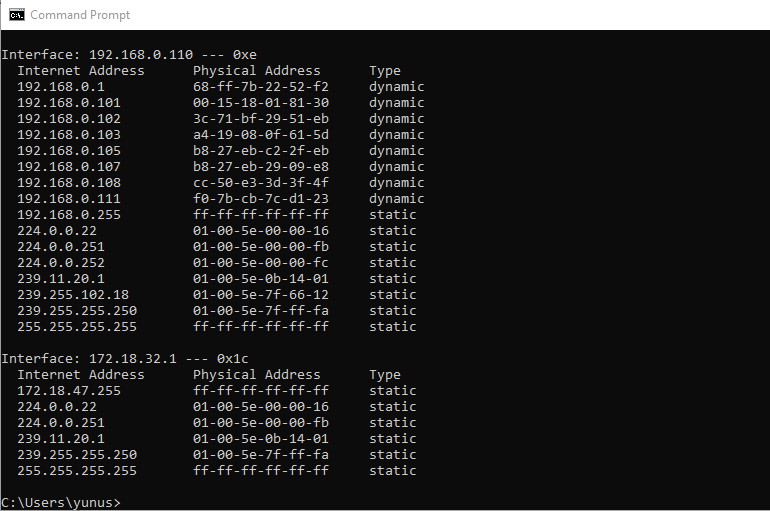 Command Prompt
Interface: 192.168.0.110 --- 0xe
  Internet Address      Physical Address      Type
  192.168.0.1           68-ff-7b-22-52-f2     dynamic
  192.168.0.101         00-15-18-01-81-30     dynamic
  192.168.0.102         3c-71-bf-29-51-eb     dynamic
  192.168.0.103         a4-19-08-0f-61-5d     dynamic
  192.168.0.105         b8-27-eb-c2-2f-eb     dynamic
  192.168.0.107         b8-27-eb-29-09-e8     dynamic
  192.168.0.108         cc-50-e3-3d-3f-4f     dynamic
  192.168.0.111         f0-7b-cb-7c-d1-23     dynamic
  192.168.0.255         ff-ff-ff-ff-ff-ff     static
  224.0.0.22            01-00-5e-00-00-16     static
  224.0.0.251           01-00-5e-00-00-fb     static
  224.0.0.252           01-00-5e-00-00-fc     static
  239.11.20.1           01-00-5e-0b-14-01     static
  239.255.102.18        01-00-5e-7f-66-12     static
  239.255.255.250       01-00-5e-7f-ff-fa     static
  255.255.255.255       ff-ff-ff-ff-ff-ff     static
Interface: 172.18.32.1 --- 0x1c
  Internet Address      Physical Address      Type
  172.18.47.255         ff-ff-ff-ff-ff-ff     static
  224.0.0.22            01-00-5e-00-00-16     static
  224.0.0.251           01-00-5e-00-00-fb     static
  239.11.20.1           01-00-5e-0b-14-01     static
  239.255.255.250       01-00-5e-7f-ff-fa     static
  255.255.255.255       ff-ff-ff-ff-ff-ff     static
C:\Users\yunus>